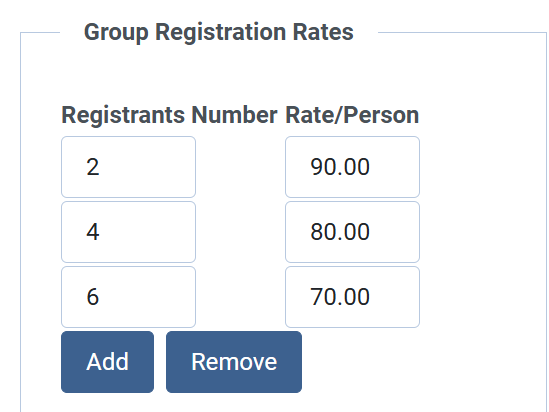 Group Registration Rates
Registrants Number Rate/Person
2 90.00
4 80.00
6 70.00
Add Remove